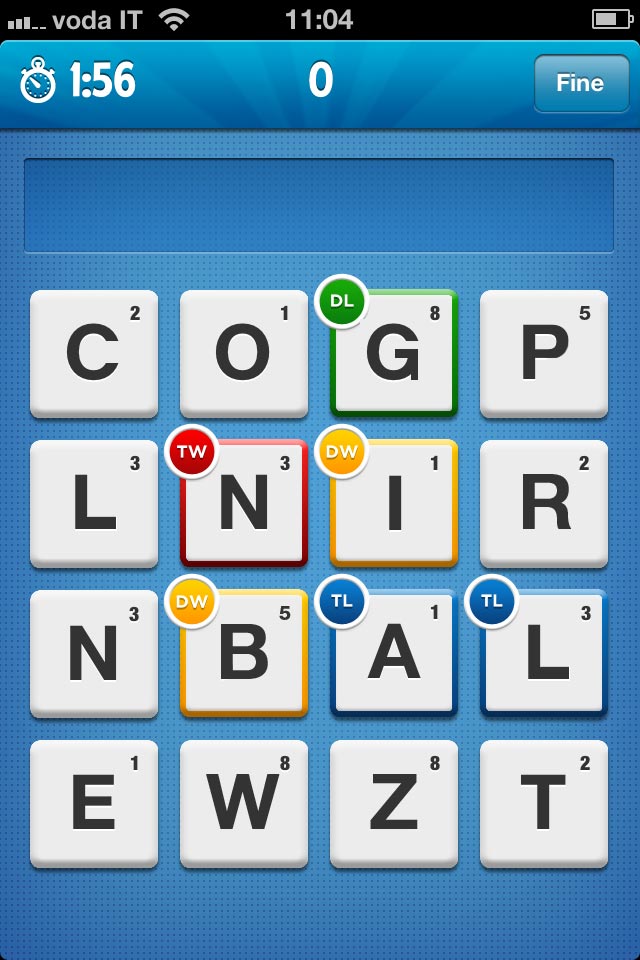 voda IT 11:04
1:56 0 Fine
C 2 O 1 DL G 8 P 5
L 3 TW N 3 DW I 1 R 2
N 3 DW B 5 TL A 1 TL L 3
E 1 W 8 Z 8 T 2